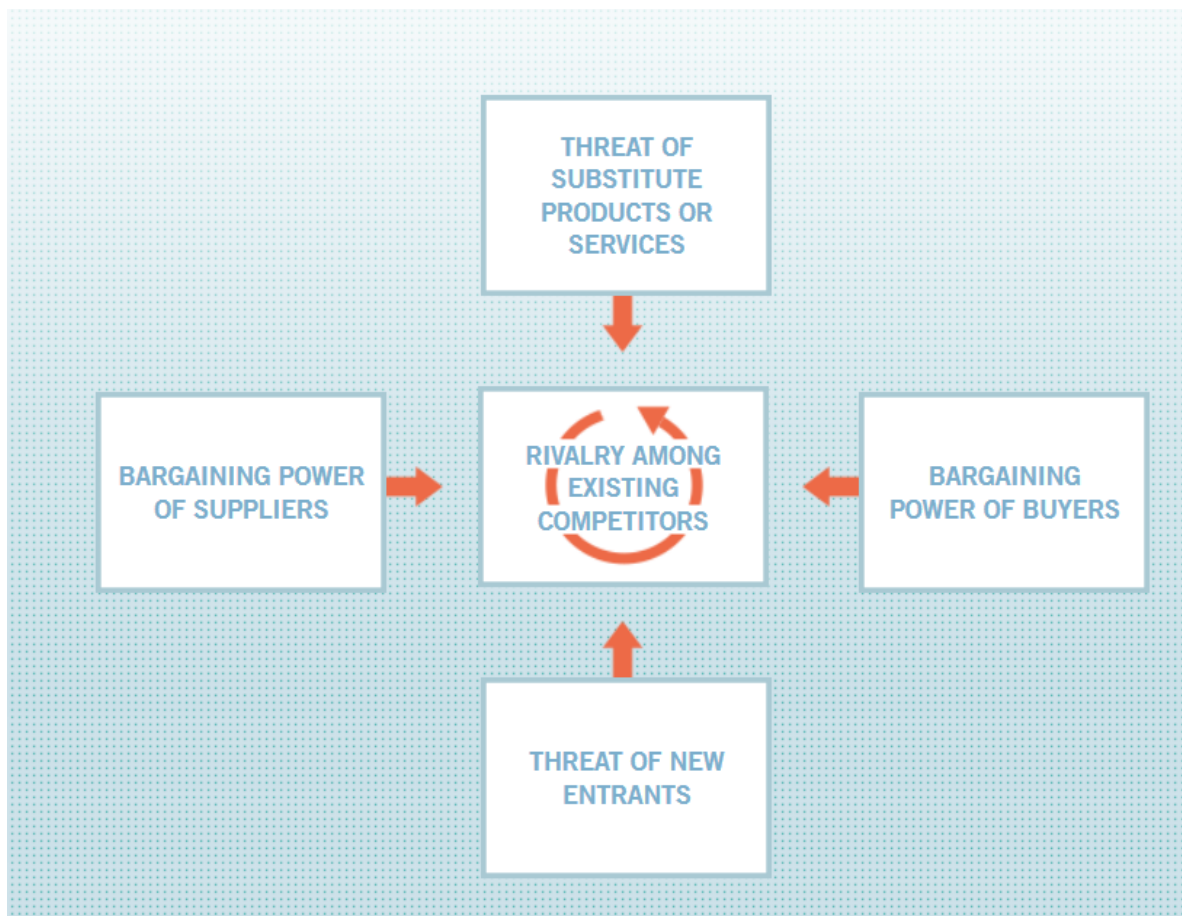 THREAT OF
SUBSTITUTE
PRODUCTS OR
SERVICES
BARGAINING POWER
OF SUPPLIERS
RIVALRY AMONG
EXISTING
COMPETITORS
BARGAINING
POWER OF BUYERS
THREAT OF NEW
ENTRANTS